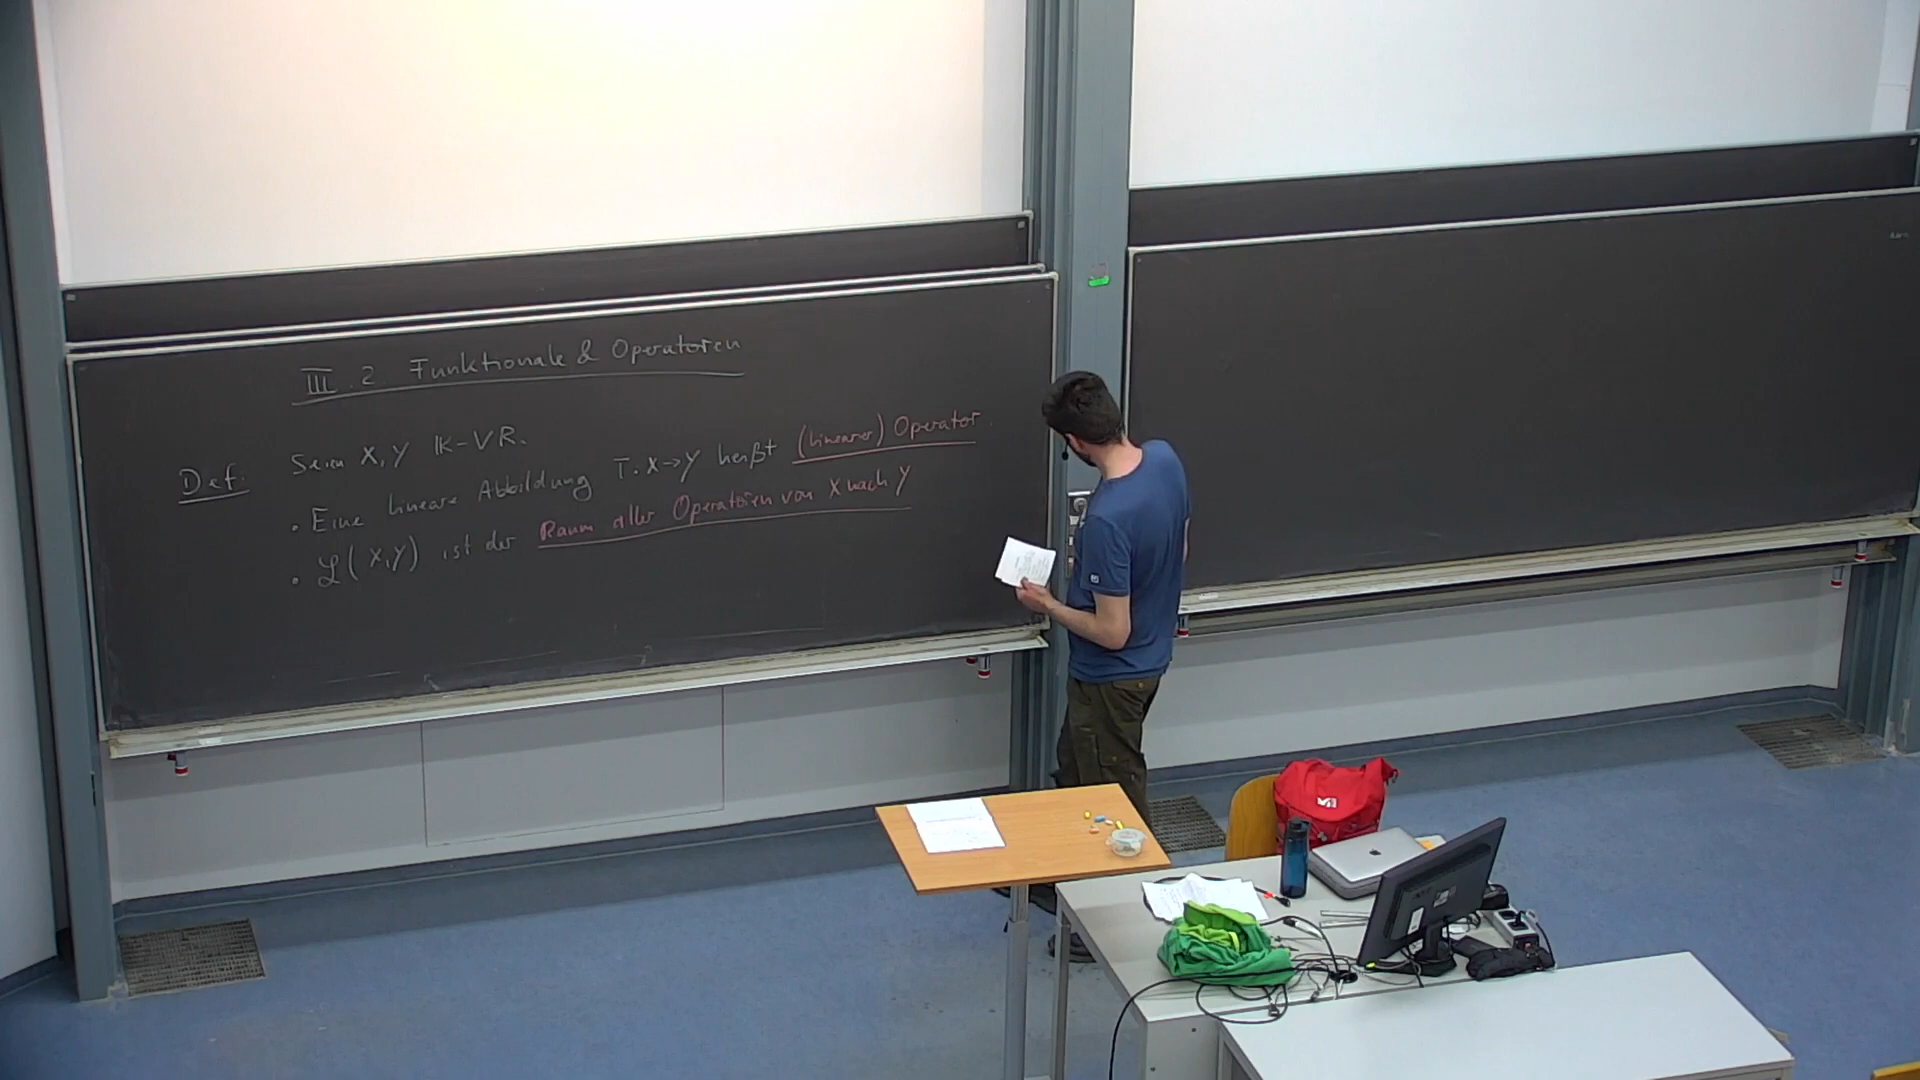 III.2 Funktionale & Operatoren
Def. Seien X, Y 𝕂-VR.
• Eine lineare Abbildung T: X→Y heißt (linearer) Operator.
• ℒ(X,Y) ist der Raum aller Operatoren von X nach Y